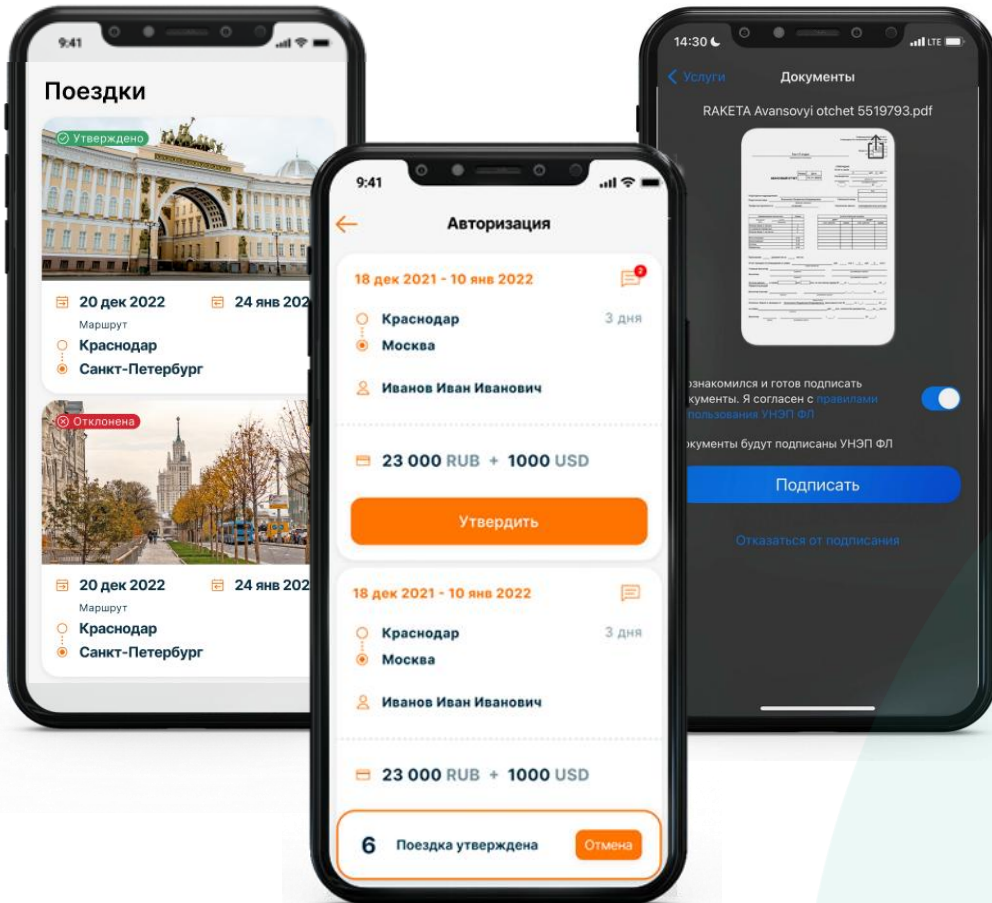 9:41
Поездки
Утверждено
20 дек 2022
24 янв 202
Маршрут
Краснодар
Санкт-Петербург
Отклонена
20 дек 2022
24 янв 202
Маршрут
Краснодар
Санкт-Петербург
9:41
Авторизация
18 дек 2021 - 10 янв 2022
2
Краснодар
3 дня
Москва
Иванов Иван Иванович
23 000 RUB + 1000 USD
Утвердить
18 дек 2021 - 10 янв 2022
Краснодар
3 дня
Москва
Иванов Иван Иванович
23 000 RUB + 1000 USD
6 Поездка утверждена
Отмена
14:30
LTE
Услуги
Документы
RAKETA Avansovyi otchet 5519793.pdf
АВАНСОВЫЙ ОТЧЕТ
ознакомился и готов подписать
кументы. Я согласен с правилами
пользования УНЭП ФЛ
окументы будут подписаны УНЭП ФЛ
Подписать
Отказаться от подписания